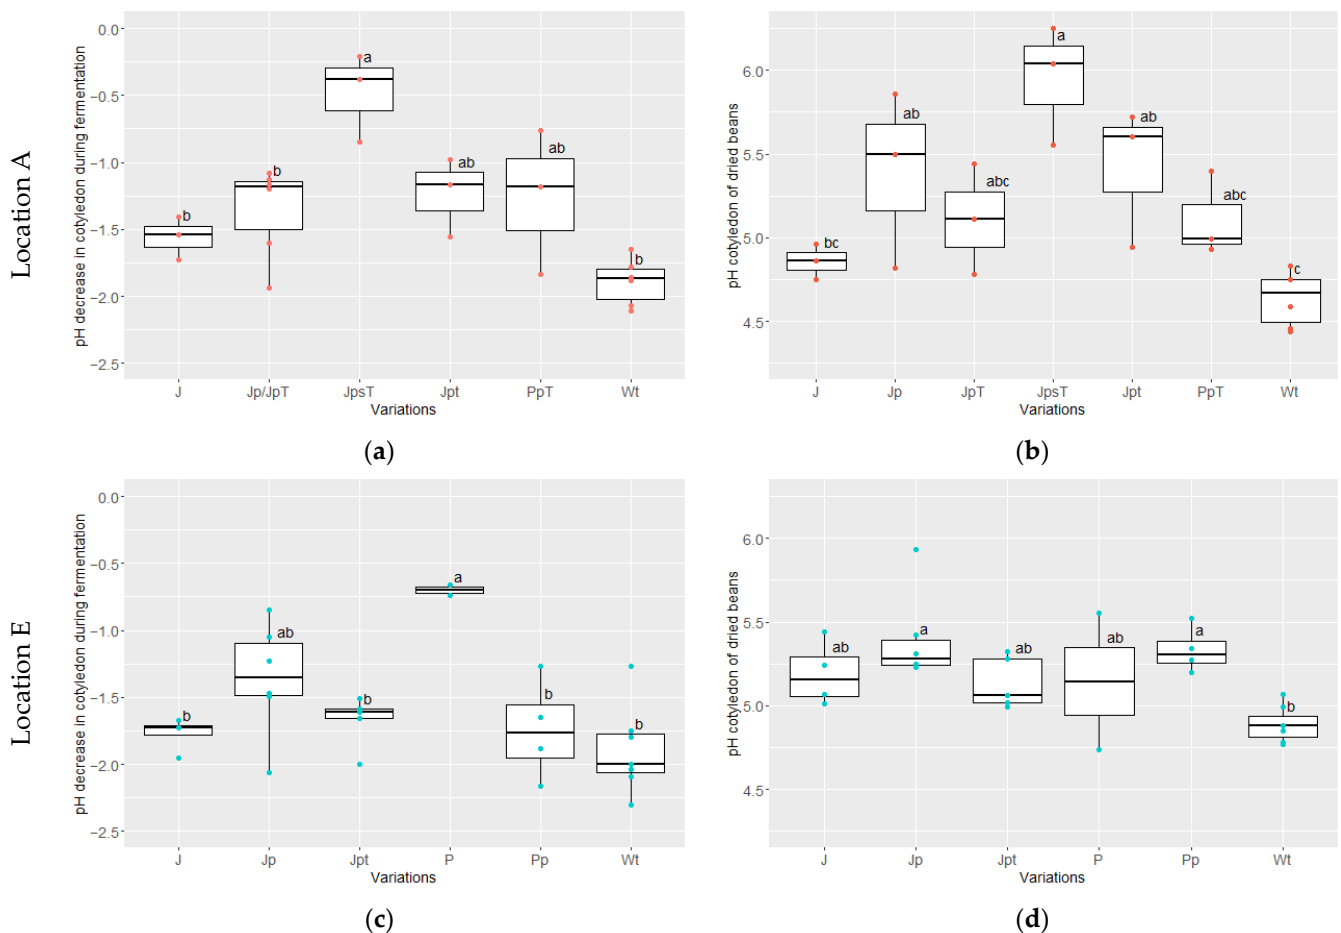 Location A
pH decrease in cotyledon during fermentation
0.0
−0.5
−1.0
−1.5
−2.0
−2.5
b
b
a
ab
ab
b
J Jp/JpT JpsT Jpt PpT Wt
Variations
(a)
pH cotyledon of dried beans
6.0
5.5
5.0
4.5
bc
ab
abc
a
ab
abc
c
J Jp JpT JpsT Jpt PpT Wt
Variations
(b)
Location E
pH decrease in cotyledon during fermentation
0.0
−0.5
−1.0
−1.5
−2.0
−2.5
b
ab
b
a
b
b
J Jp Jpt P Pp Wt
Variations
(c)
pH cotyledon of dried beans
6.0
5.5
5.0
4.5
ab
a
ab
ab
a
b
J Jp Jpt P Pp Wt
Variations
(d)